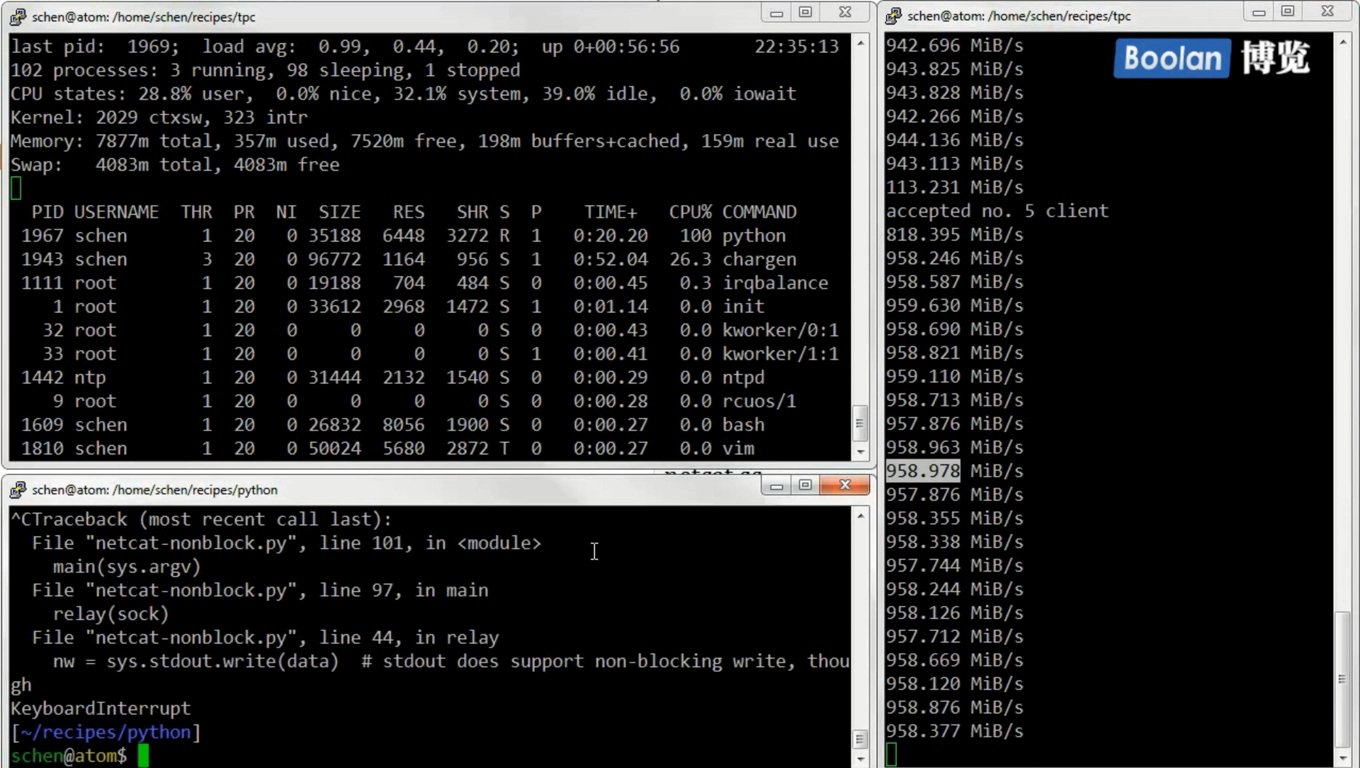 schen@atom: /home/schen/recipes/tpc
last pid:  1969;  load avg:  0.99,  0.44,  0.20;  up 0+00:56:56       22:35:13
102 processes: 3 running, 98 sleeping, 1 stopped
CPU states: 28.8% user,  0.0% nice, 32.1% system, 39.0% idle,  0.0% iowait
Kernel: 2029 ctxsw, 323 intr
Memory: 7877m total, 357m used, 7520m free, 198m buffers+cached, 159m real use
Swap:   4083m total, 4083m free
PID USERNAME  THR  PR  NI  SIZE   RES   SHR S  P    TIME+   CPU% COMMAND
1967 schen       1  20   0 35188  6448  3272 R  1   0:20.20   100 python
1943 schen       3  20   0 96772  1164   956 S  1   0:52.04  26.3 chargen
1111 root        1  20   0 19188   704   484 S  1   0:00.45   0.3 irqbalance
1 root        1  20   0 33612  2968  1472 S  1   0:01.14   0.0 init
32 root        1  20   0     0     0     0 S  0   0:00.43   0.0 kworker/0:1
33 root        1  20   0     0     0     0 S  1   0:00.41   0.0 kworker/1:1
1442 ntp         1  20   0 31444  2132  1540 S  0   0:00.29   0.0 ntpd
9 root        1  20   0     0     0     0 S  0   0:00.28   0.0 rcuos/1
1609 schen       1  20   0 26832  8056  1900 S  0   0:00.27   0.0 bash
1810 schen       1  20   0 50024  5680  2872 T  0   0:00.27   0.0 vim
schen@atom: /home/schen/recipes/python
^CTraceback (most recent call last):
File "netcat-nonblock.py", line 101, in <module>
main(sys.argv)
File "netcat-nonblock.py", line 97, in main
relay(sock)
File "netcat-nonblock.py", line 44, in relay
nw = sys.stdout.write(data)  # stdout does support non-blocking write, thou
gh
KeyboardInterrupt
[~/recipes/python]
schen@atom$
schen@atom: /home/schen/recipes/tpc
Boolan 博览
942.696 MiB/s
943.825 MiB/s
943.828 MiB/s
942.266 MiB/s
944.136 MiB/s
943.113 MiB/s
113.231 MiB/s
accepted no. 5 client
818.395 MiB/s
958.246 MiB/s
958.587 MiB/s
959.630 MiB/s
958.690 MiB/s
958.821 MiB/s
959.110 MiB/s
958.713 MiB/s
957.876 MiB/s
958.963 MiB/s
958.978 MiB/s
957.876 MiB/s
958.355 MiB/s
958.338 MiB/s
957.744 MiB/s
958.244 MiB/s
958.126 MiB/s
957.712 MiB/s
958.669 MiB/s
958.120 MiB/s
958.876 MiB/s
958.377 MiB/s